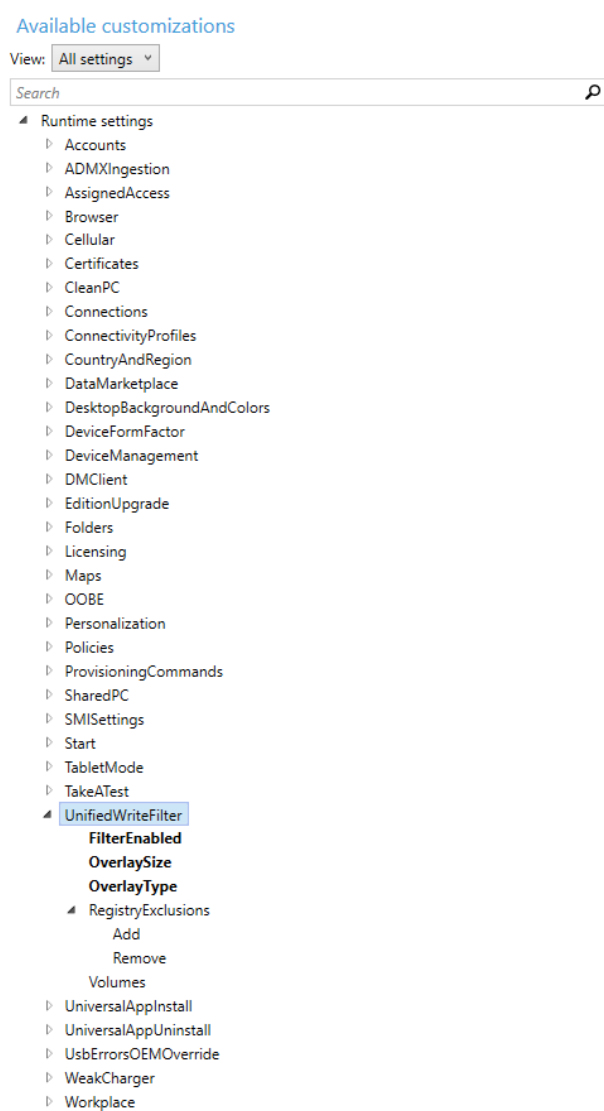 Available customizations
View: All settings
Search
Runtime settings
Accounts
ADMXIngestion
AssignedAccess
Browser
Cellular
Certificates
CleanPC
Connections
ConnectivityProfiles
CountryAndRegion
DataMarketplace
DesktopBackgroundAndColors
DeviceFormFactor
DeviceManagement
DMClient
EditionUpgrade
Folders
Licensing
Maps
OOBE
Personalization
Policies
ProvisioningCommands
SharedPC
SMISettings
Start
TabletMode
TakeATest
UnifiedWriteFilter
FilterEnabled
OverlaySize
OverlayType
RegistryExclusions
Add
Remove
Volumes
UniversalAppInstall
UniversalAppUninstall
UsbErrorsOEMOverride
WeakCharger
Workplace